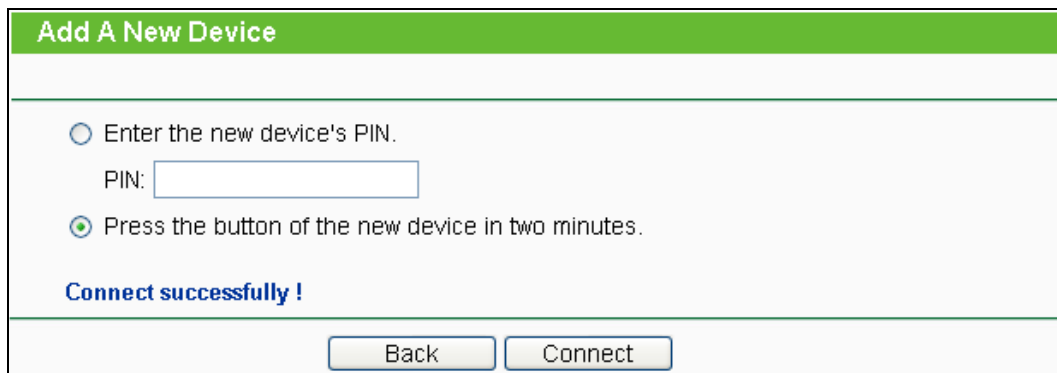 Add A New Device
Enter the new device's PIN.
PIN:
Press the button of the new device in two minutes.
Connect successfully !
Back Connect